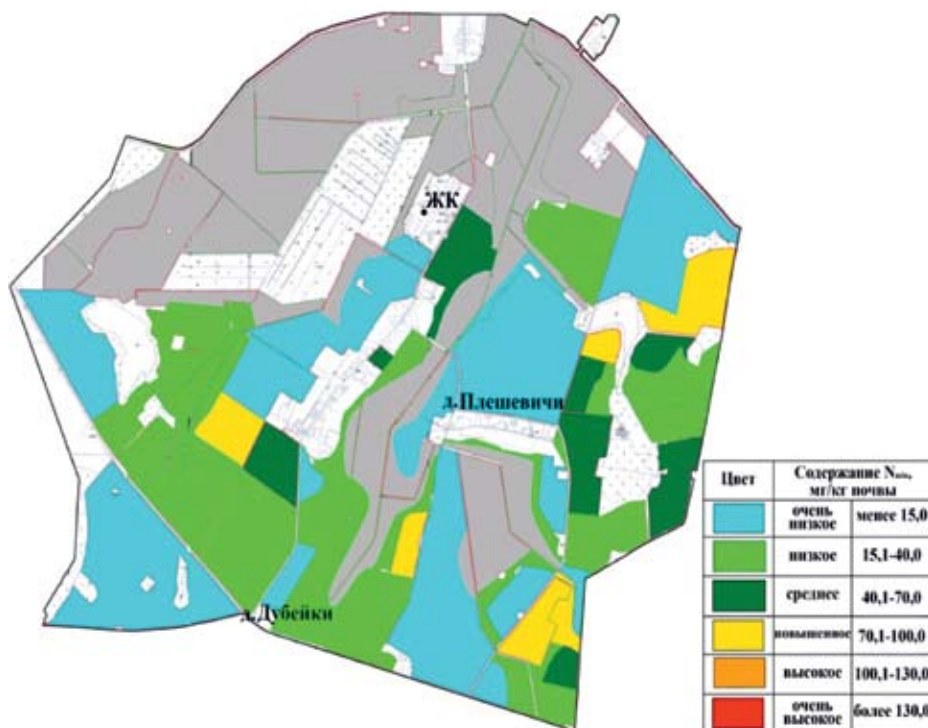 ЖК
д.Плешевичи
д.Дубейки
Цвет
Содержание Nмин,
мг/кг почвы
очень
низкое
менее 15,0
низкое
15,1-40,0
среднее
40,1-70,0
повышенное
70,1-100,0
высокое
100,1-130,0
очень
высокое
более 130,0